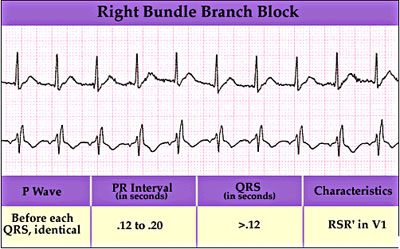 Right Bundle Branch Block
P Wave
PR Interval
(in seconds)
QRS
(in seconds)
Characteristics
Before each
QRS, identical
.12 to .20
>.12
RSR' in V1